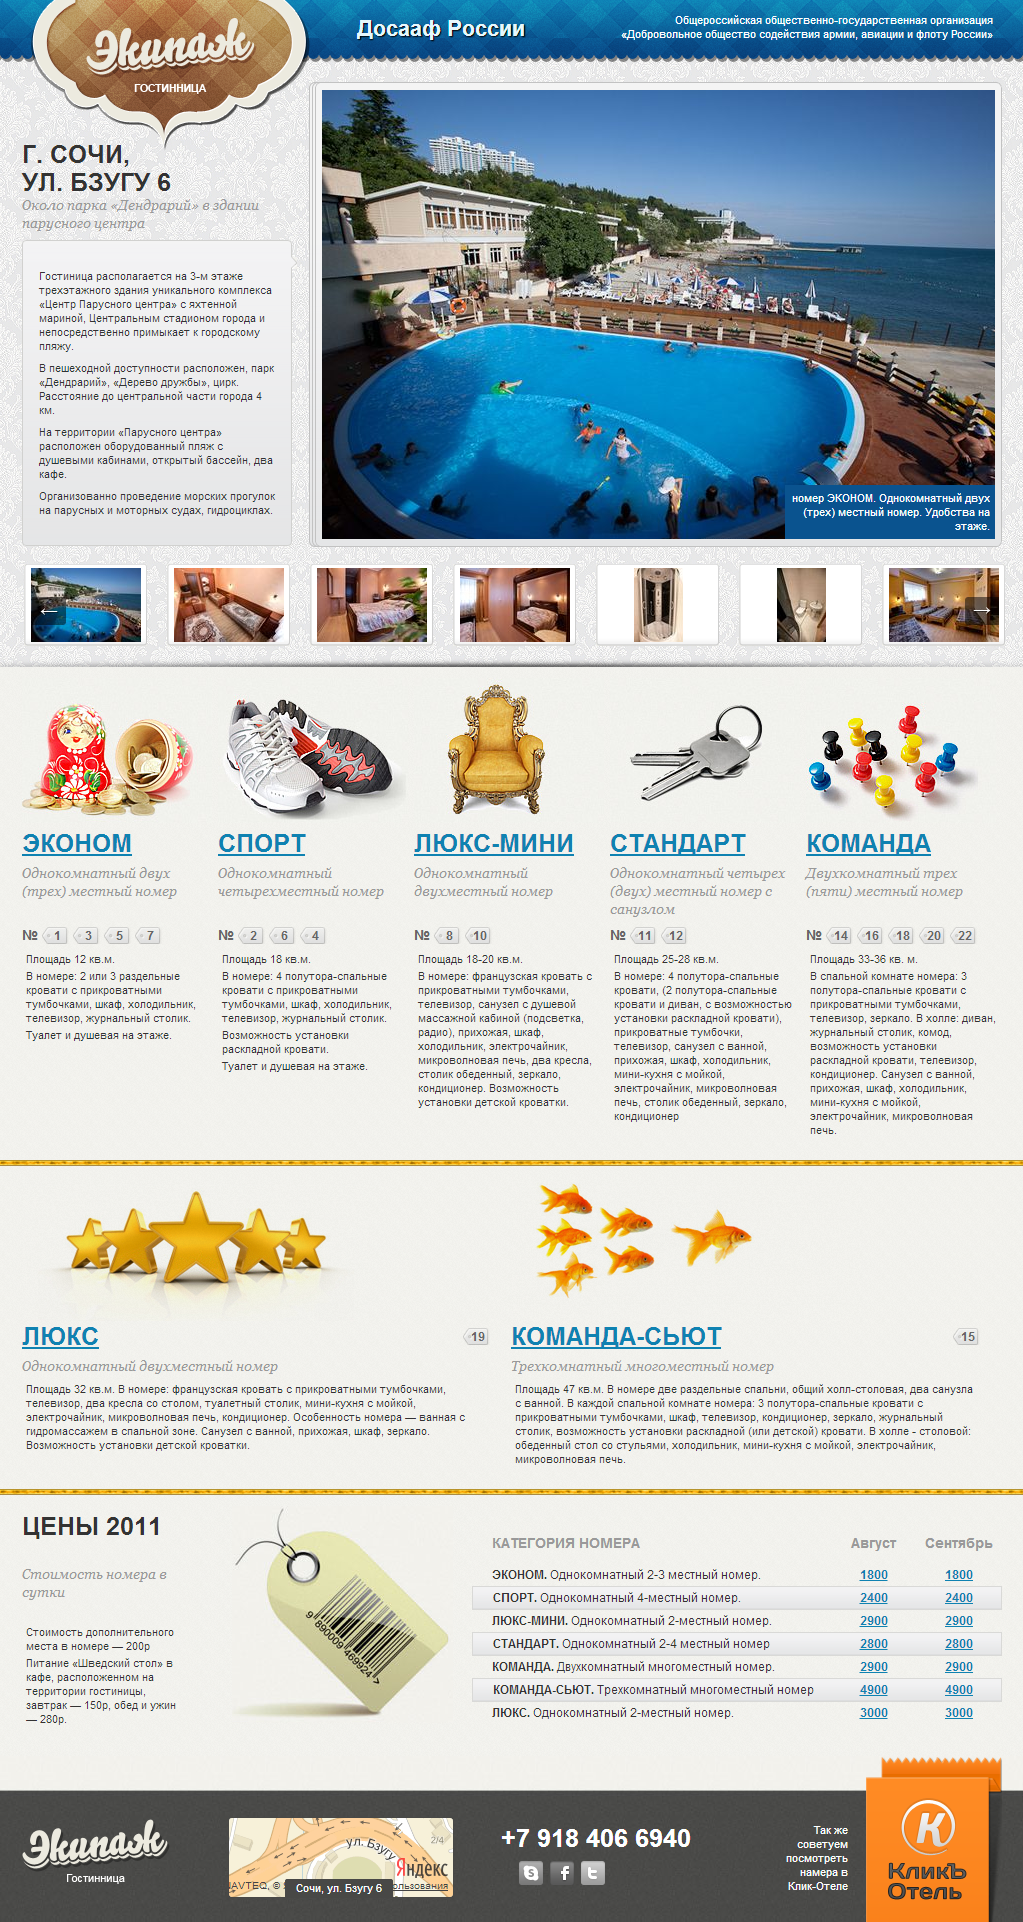 Экипаж
ГОСТИННИЦА
Досааф России
Общероссийская общественно-государственная организация
«Добровольное общество содействия армии, авиации и флоту России»
Г. СОЧИ,
УЛ. БЗУГУ 6
Около парка «Дендрарий» в здании
парусного центра
Гостиница располагается на 3-м этаже
трехэтажного здания уникального комплекса
«Центр Парусного центра» с яхтенной
мариной, Центральным стадионом города и
непосредственно примыкает к городскому
пляжу.
В пешеходной доступности расположен, парк
«Дендрарий», «Дерево дружбы», цирк.
Расстояние до центральной части города 4
км.
На территории «Парусного центра»
расположен оборудованный пляж с
душевыми кабинами, открытый бассейн, два
кафе.
Организованно проведение морских прогулок
на парусных и моторных судах, гидроциклах.
номер ЭКОНОМ. Однокомнатный двух
(трех) местный номер. Удобства на
этаже.
← →
ЭКОНОМ
Однокомнатный двух
(трех) местный номер
№ 1 3 5 7
Площадь 12 кв.м.
В номере: 2 или 3 раздельные
кровати с прикроватными
тумбочками, шкаф, холодильник,
телевизор, журнальный столик.
Туалет и душевая на этаже.
СПОРТ
Однокомнатный
четырехместный номер
№ 2 6 4
Площадь 18 кв.м.
В номере: 4 полутора-спальные
кровати с прикроватными
тумбочками, шкаф, холодильник,
телевизор, журнальный столик.
Возможность установки
раскладной кровати.
Туалет и душевая на этаже.
ЛЮКС-МИНИ
Однокомнатный
двухместный номер
№ 8 10
Площадь 18-20 кв.м.
В номере: французская кровать с
прикроватными тумбочками,
телевизор, санузел с душевой
массажной кабиной (подсветка,
радио), прихожая, шкаф,
холодильник, электрочайник,
микроволновая печь, два кресла,
столик обеденный, зеркало,
кондиционер. Возможность
установки детской кроватки.
СТАНДАРТ
Однокомнатный четырех
(двух) местный номер с
санузлом
№ 11 12
Площадь 25-28 кв.м.
В номере: 4 полутора-спальные
кровати, (2 полутора-спальные
кровати и диван, с возможностью
установки раскладной кровати),
прикроватные тумбочки,
телевизор, санузел с ванной,
прихожая, шкаф, холодильник,
мини-кухня с мойкой,
электрочайник, микроволновая
печь, столик обеденный, зеркало,
кондиционер
КОМАНДА
Двухкомнатный трех
(пяти) местный номер
№ 14 16 18 20 22
Площадь 33-36 кв. м.
В спальной комнате номера: 3
полутора-спальные кровати с
прикроватными тумбочками,
телевизор, зеркало. В холле: диван,
журнальный столик, комод,
возможность установки
раскладной кровати, телевизор,
кондиционер. Санузел с ванной,
прихожая, шкаф, холодильник,
мини-кухня с мойкой,
электрочайник, микроволновая
печь.
ЛЮКС 19
Однокомнатный двухместный номер
Площадь 32 кв.м. В номере: французская кровать с прикроватными тумбочками,
телевизор, два кресла со столом, туалетный столик, мини-кухня с мойкой,
электрочайник, микроволновая печь, кондиционер. Особенность номера — ванная с
гидромассажем в спальной зоне. Санузел с ванной, прихожая, шкаф, зеркало.
Возможность установки детской кроватки.
КОМАНДА-СЬЮТ 15
Трехкомнатный многоместный номер
Площадь 47 кв.м. В номере две раздельные спальни, общий холл-столовая, два санузла
с ванной. В каждой спальной комнате номера: 3 полутора-спальные кровати с
прикроватными тумбочками, шкаф, телевизор, кондиционер, зеркало, журнальный
столик, возможность установки раскладной (или детской) кровати. В холле - столовой:
обеденный стол со стульями, холодильник, мини-кухня с мойкой, электрочайник,
микроволновая печь.
ЦЕНЫ 2011
Стоимость номера в
сутки
Стоимость дополнительного
места в номере — 200р
Питание «Шведский стол» в
кафе, расположенном на
территории гостиницы,
завтрак — 150р, обед и ужин
— 280р.
9 890009 469924 >
КАТЕГОРИЯ НОМЕРА Август Сентябрь
ЭКОНОМ. Однокомнатный 2-3 местный номер. 1800 1800
СПОРТ. Однокомнатный 4-местный номер. 2400 2400
ЛЮКС-МИНИ. Однокомнатный 2-местный номер. 2900 2900
СТАНДАРТ. Однокомнатный 2-4 местный номер 2800 2800
КОМАНДА. Двухкомнатный многоместный номер. 2900 2900
КОМАНДА-СЬЮТ. Трехкомнатный многоместный номер 4900 4900
ЛЮКС. Однокомнатный 2-местный номер. 3000 3000
Экипаж
Гостинница
ул. Бзугу
2/4
Яндекс
Сочи, ул. Бзугу 6
+7 918 406 6940
Так же
советуем
посмотреть
намера в
Клик-Отеле
К
КликЪ
Отель